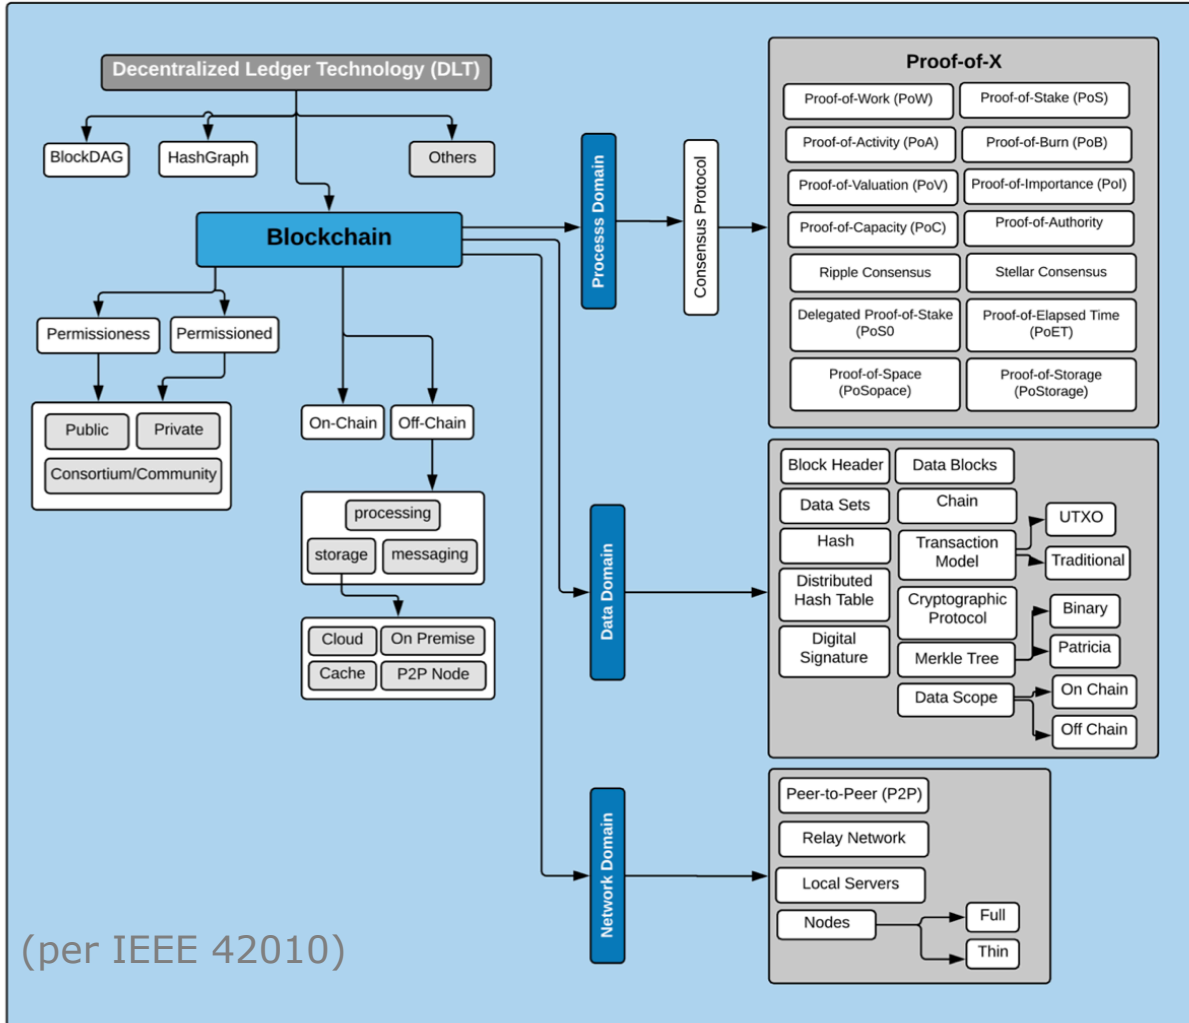 Decentralized Ledger Technology (DLT)
BlockDAG
HashGraph
Others
Blockchain
Permissioness
Permissioned
Public
Private
Consortium/Community
On-Chain
Off-Chain
processing
storage
messaging
Cloud
On Premise
Cache
P2P Node
Processs Domain
Consensus Protocol
Proof-of-X
Proof-of-Work (PoW)
Proof-of-Stake (PoS)
Proof-of-Activity (PoA)
Proof-of-Burn (PoB)
Proof-of-Valuation (PoV)
Proof-of-Importance (PoI)
Proof-of-Capacity (PoC)
Proof-of-Authority
Ripple Consensus
Stellar Consensus
Delegated Proof-of-Stake
(PoS0
Proof-of-Elapsed Time
(PoET)
Proof-of-Space
(PoSopace)
Proof-of-Storage
(PoStorage)
Data Domain
Block Header
Data Blocks
Data Sets
Chain
Hash
Transaction
Model
UTXO
Traditional
Distributed
Hash Table
Cryptographic
Protocol
Digital
Signature
Merkle Tree
Binary
Patricia
Data Scope
On Chain
Off Chain
Network Domain
Peer-to-Peer (P2P)
Relay Network
Local Servers
Nodes
Full
Thin
(per IEEE 42010)